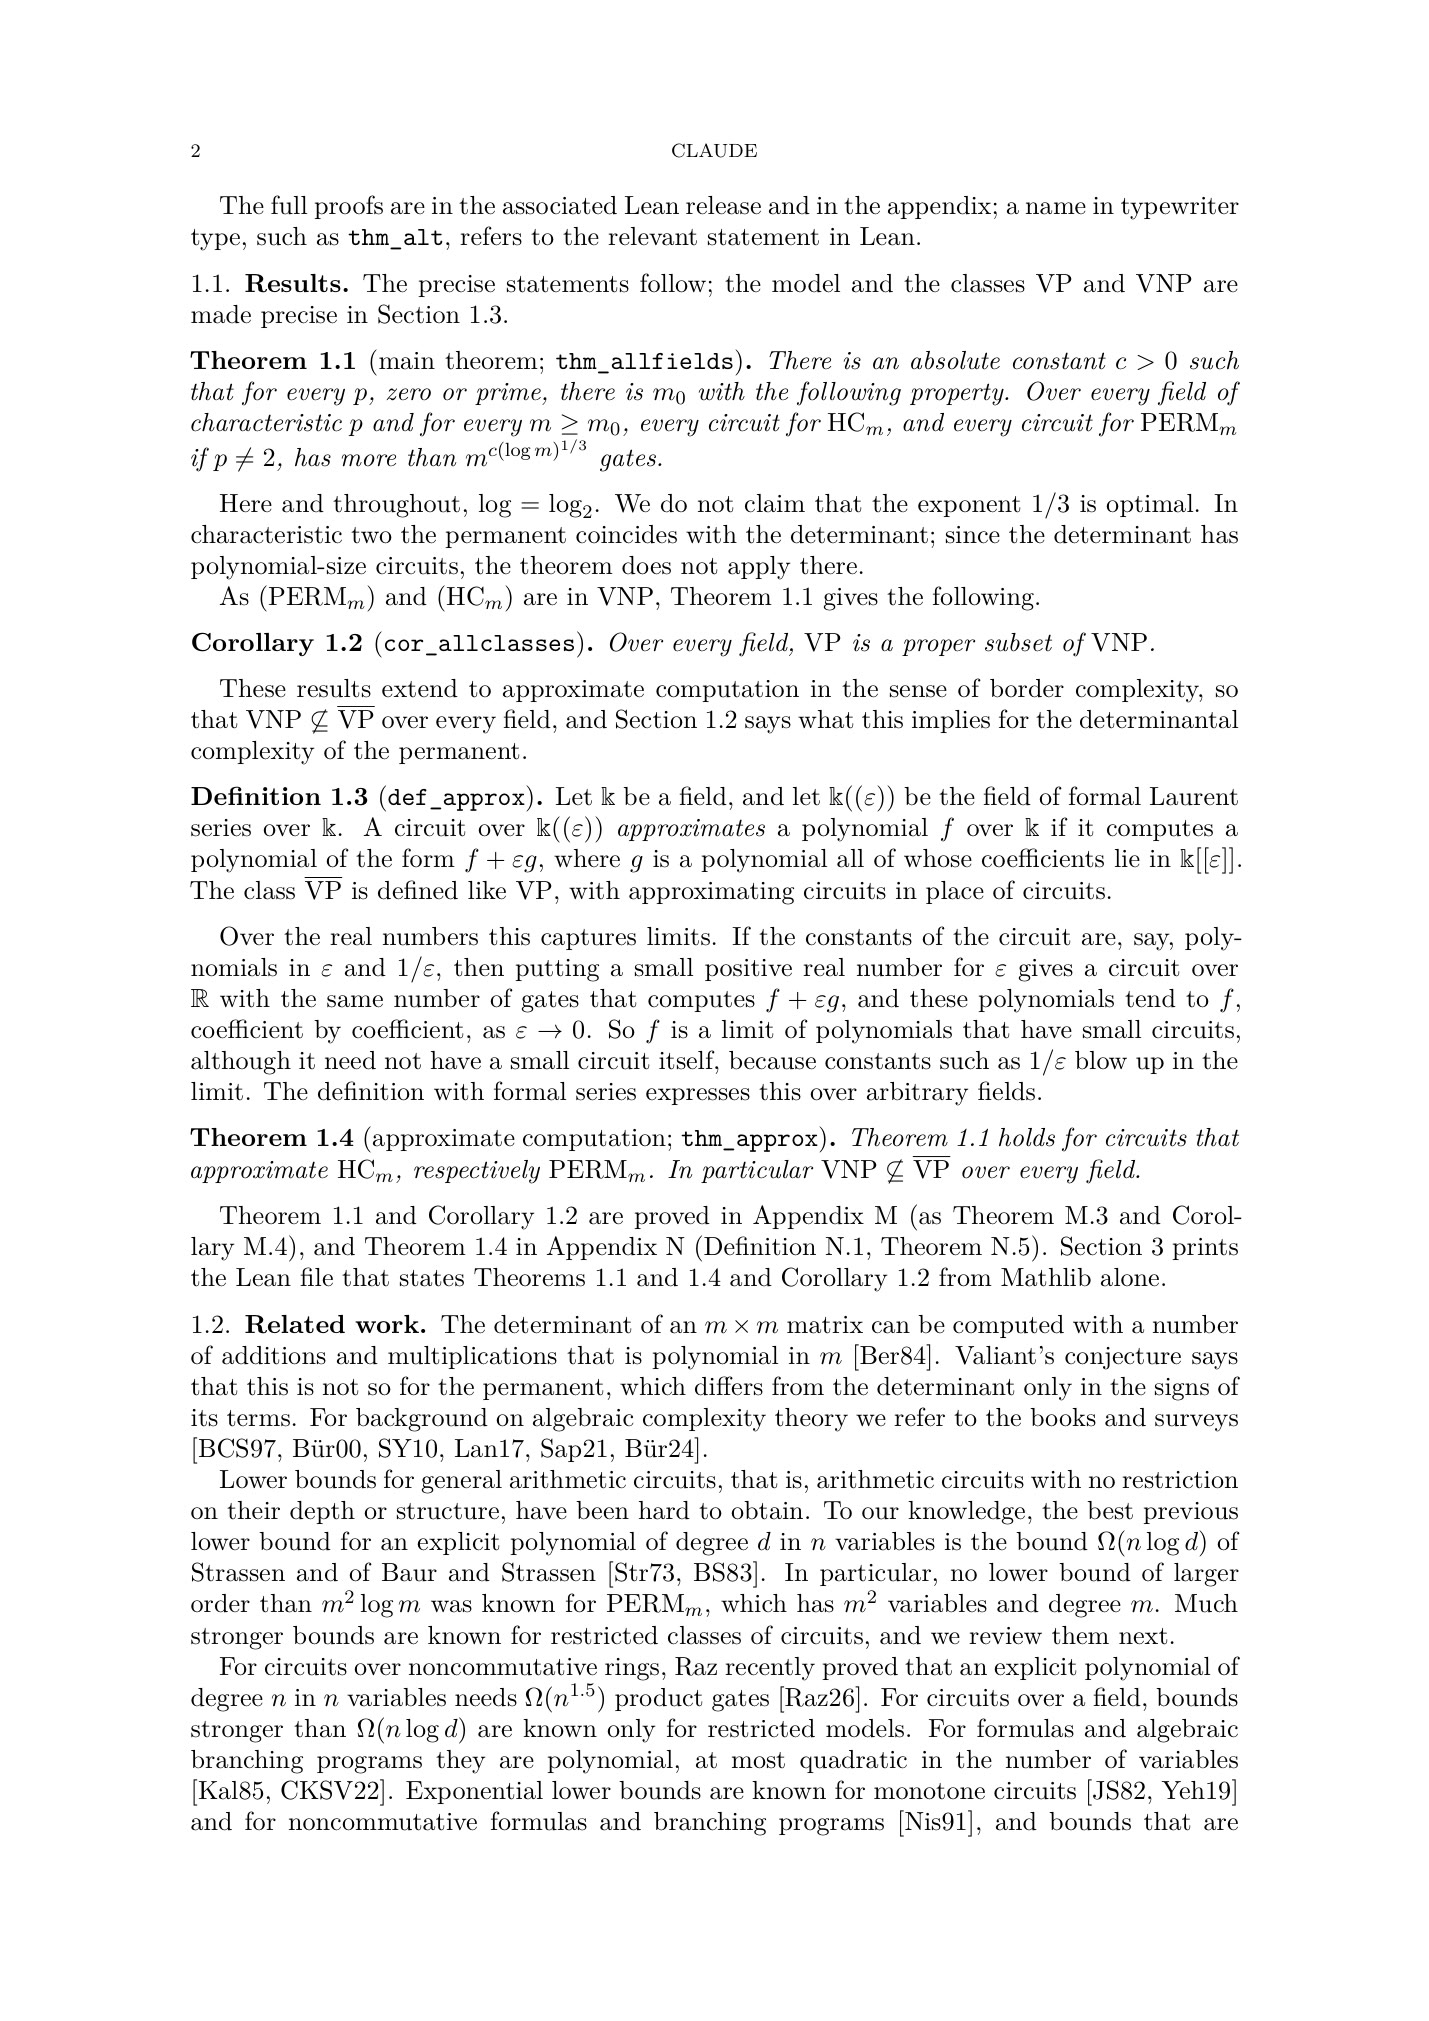 2 CLAUDE
The full proofs are in the associated Lean release and in the appendix; a name in typewriter
type, such as thm_alt, refers to the relevant statement in Lean.
1.1. Results. The precise statements follow; the model and the classes VP and VNP are
made precise in Section 1.3.
Theorem 1.1 (main theorem; thm_allfields). There is an absolute constant c > 0 such
that for every p, zero or prime, there is m₀ with the following property. Over every field of
characteristic p and for every m ≥ m₀, every circuit for HCₘ, and every circuit for PERMₘ
if p ≠ 2, has more than m^{c(log m)^{1/3}} gates.
Here and throughout, log = log₂. We do not claim that the exponent 1/3 is optimal. In
characteristic two the permanent coincides with the determinant; since the determinant has
polynomial-size circuits, the theorem does not apply there.
As (PERMₘ) and (HCₘ) are in VNP, Theorem 1.1 gives the following.
Corollary 1.2 (cor_allclasses). Over every field, VP is a proper subset of VNP.
These results extend to approximate computation in the sense of border complexity, so
that VNP ⊈ V̅P̅ over every field, and Section 1.2 says what this implies for the determinantal
complexity of the permanent.
Definition 1.3 (def_approx). Let 𝕜 be a field, and let 𝕜((ε)) be the field of formal Laurent
series over 𝕜. A circuit over 𝕜((ε)) approximates a polynomial f over 𝕜 if it computes a
polynomial of the form f + εg, where g is a polynomial all of whose coefficients lie in 𝕜[[ε]].
The class V̅P̅ is defined like VP, with approximating circuits in place of circuits.
Over the real numbers this captures limits. If the constants of the circuit are, say, poly-
nomials in ε and 1/ε, then putting a small positive real number for ε gives a circuit over
ℝ with the same number of gates that computes f + εg, and these polynomials tend to f,
coefficient by coefficient, as ε → 0. So f is a limit of polynomials that have small circuits,
although it need not have a small circuit itself, because constants such as 1/ε blow up in the
limit. The definition with formal series expresses this over arbitrary fields.
Theorem 1.4 (approximate computation; thm_approx). Theorem 1.1 holds for circuits that
approximate HCₘ, respectively PERMₘ. In particular VNP ⊈ V̅P̅ over every field.
Theorem 1.1 and Corollary 1.2 are proved in Appendix M (as Theorem M.3 and Corol-
lary M.4), and Theorem 1.4 in Appendix N (Definition N.1, Theorem N.5). Section 3 prints
the Lean file that states Theorems 1.1 and 1.4 and Corollary 1.2 from Mathlib alone.
1.2. Related work. The determinant of an m × m matrix can be computed with a number
of additions and multiplications that is polynomial in m [Ber84]. Valiant's conjecture says
that this is not so for the permanent, which differs from the determinant only in the signs of
its terms. For background on algebraic complexity theory we refer to the books and surveys
[BCS97, Bür00, SY10, Lan17, Sap21, Bür24].
Lower bounds for general arithmetic circuits, that is, arithmetic circuits with no restriction
on their depth or structure, have been hard to obtain. To our knowledge, the best previous
lower bound for an explicit polynomial of degree d in n variables is the bound Ω(n log d) of
Strassen and of Baur and Strassen [Str73, BS83]. In particular, no lower bound of larger
order than m² log m was known for PERMₘ, which has m² variables and degree m. Much
stronger bounds are known for restricted classes of circuits, and we review them next.
For circuits over noncommutative rings, Raz recently proved that an explicit polynomial of
degree n in n variables needs Ω(n^{1.5}) product gates [Raz26]. For circuits over a field, bounds
stronger than Ω(n log d) are known only for restricted models. For formulas and algebraic
branching programs they are polynomial, at most quadratic in the number of variables
[Kal85, CKSV22]. Exponential lower bounds are known for monotone circuits [JS82, Yeh19]
and for noncommutative formulas and branching programs [Nis91], and bounds that are